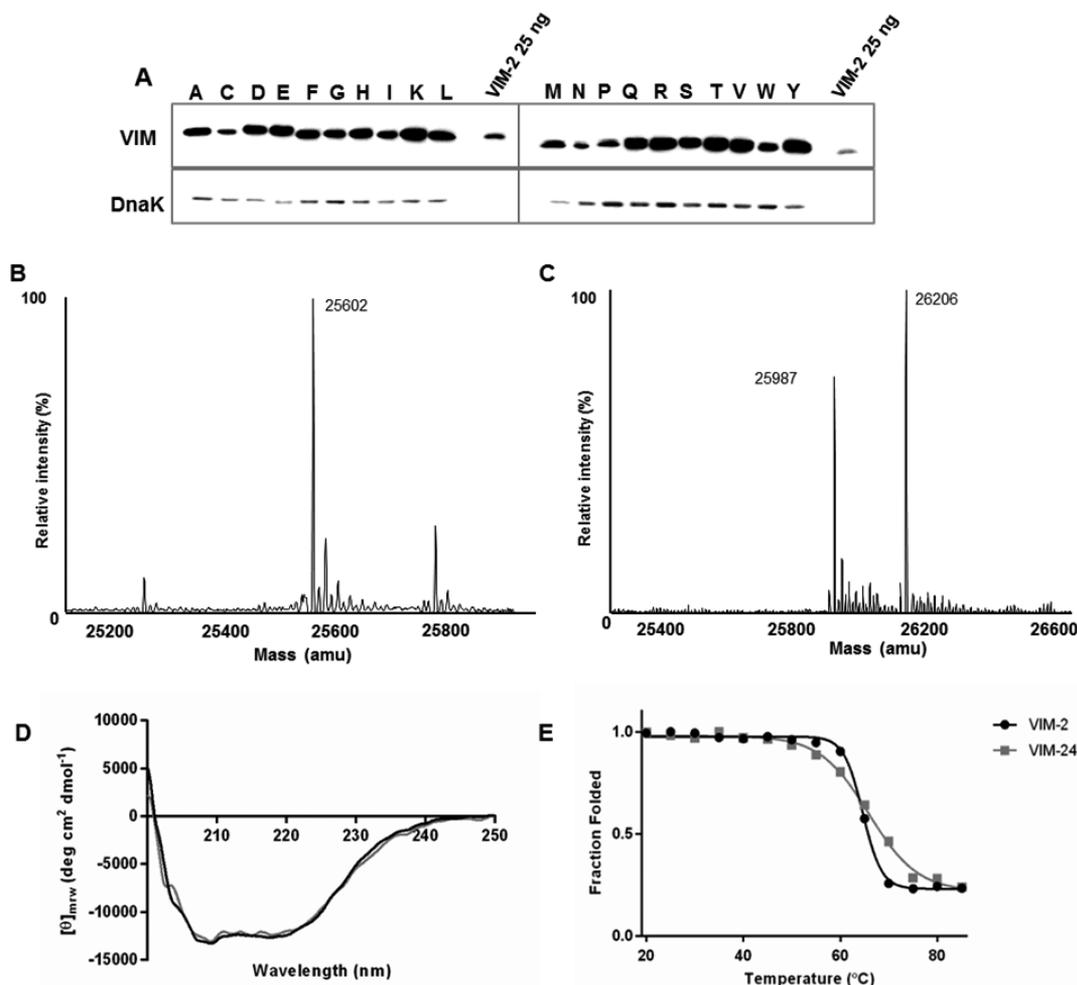 A
A C D E F G H I K L VIM-2 25 ng M N P Q R S T V W Y VIM-2 25 ng
VIM
DnaK
B
100
25602
Relative intensity (%)
0
25200 25400 25600 25800
Mass (amu)
C
100
26206
25987
Relative intensity (%)
0
25400 25800 26200 26600
Mass (amu)
D
10000
5000
0
-5000
-10000
-15000
210 220 230 240 250
[θ]mrw (deg cm² dmol⁻¹)
Wavelength (nm)
E
1.0
0.5
0.0
Fraction Folded
20 40 60 80
Temperature (°C)
VIM-2
VIM-24